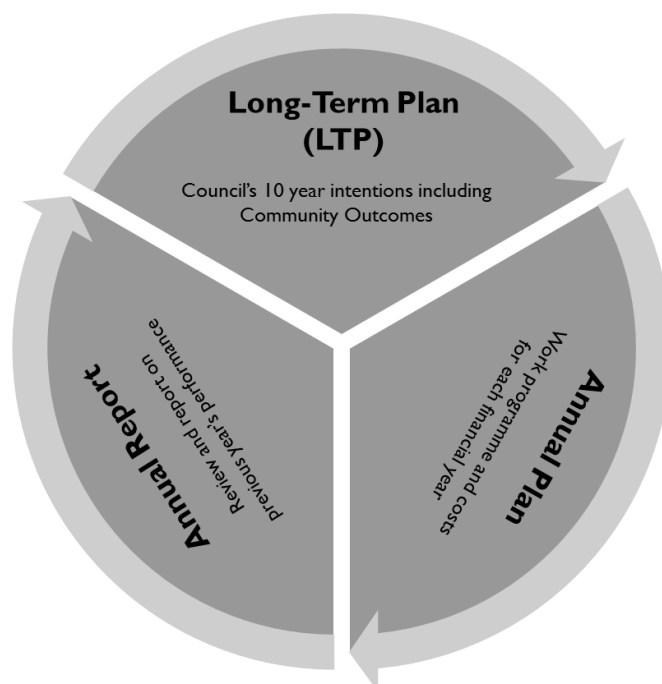 Long-Term Plan
(LTP)
Council's 10 year intentions including
Community Outcomes
Annual Plan
Work programme and costs
for each financial year
Annual Report
Review and report on
previous year's performance